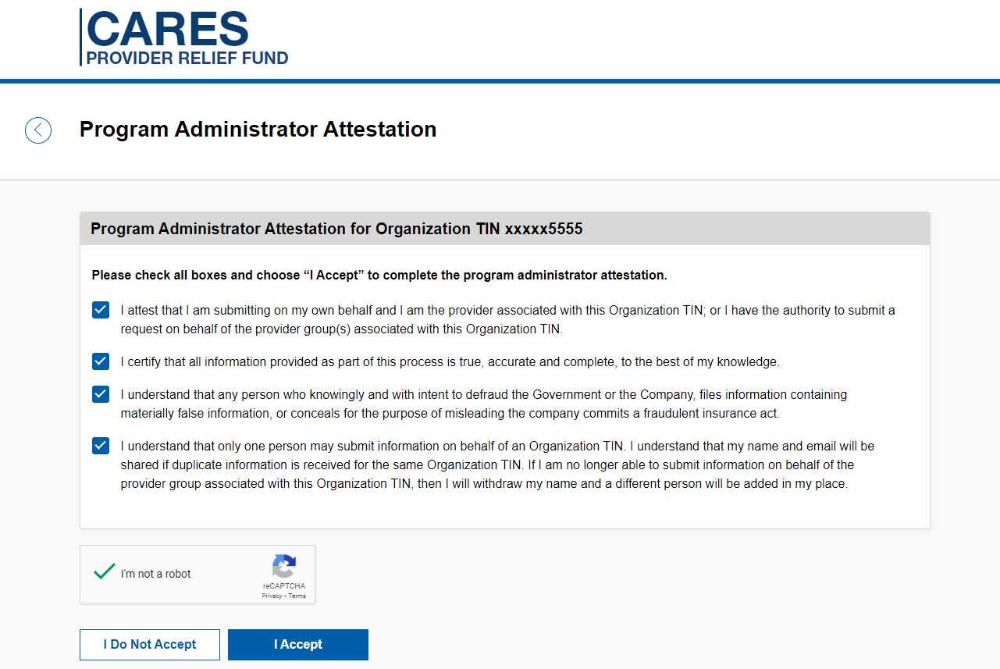 CARES
PROVIDER RELIEF FUND
Program Administrator Attestation
Program Administrator Attestation for Organization TIN xxxxx5555
Please check all boxes and choose “I Accept” to complete the program administrator attestation.
I attest that I am submitting on my own behalf and I am the provider associated with this Organization TIN; or I have the authority to submit a
request on behalf of the provider group(s) associated with this Organization TIN.
I certify that all information provided as part of this process is true, accurate and complete, to the best of my knowledge.
I understand that any person who knowingly and with intent to defraud the Government or the Company, files information containing
materially false information, or conceals for the purpose of misleading the company commits a fraudulent insurance act.
I understand that only one person may submit information on behalf of an Organization TIN. I understand that my name and email will be
shared if duplicate information is received for the same Organization TIN. If I am no longer able to submit information on behalf of the
provider group associated with this Organization TIN, then I will withdraw my name and a different person will be added in my place.
I'm not a robot
reCAPTCHA
Privacy - Terms
I Do Not Accept
I Accept